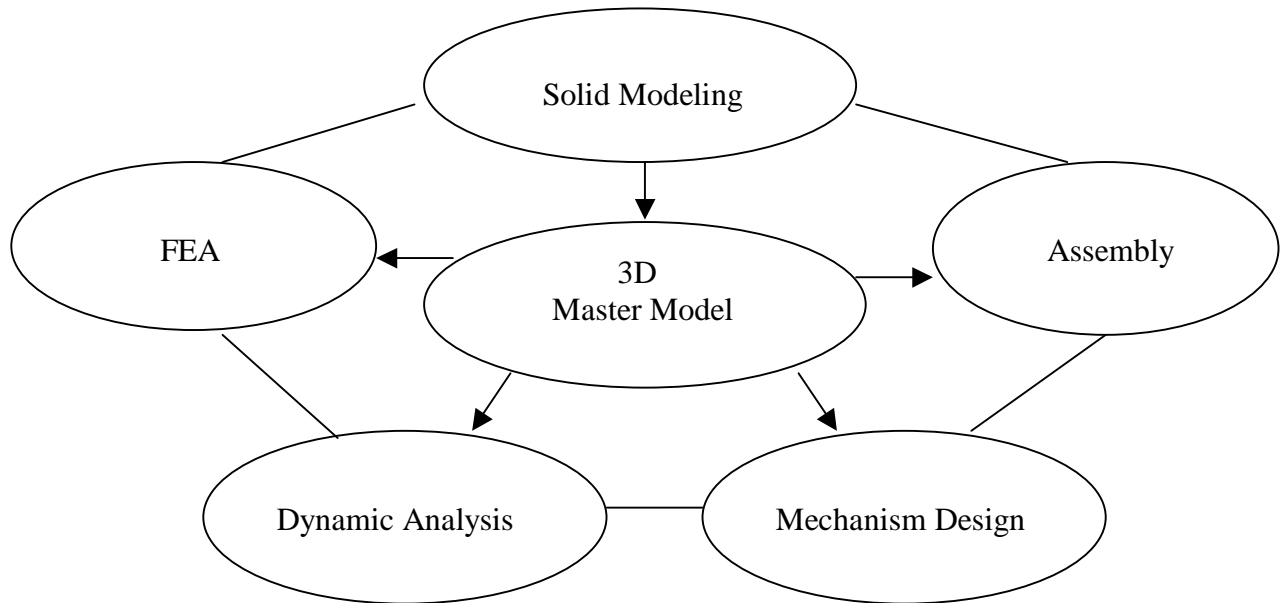 Solid Modeling
FEA
3D
Master Model
Assembly
Dynamic Analysis
Mechanism Design